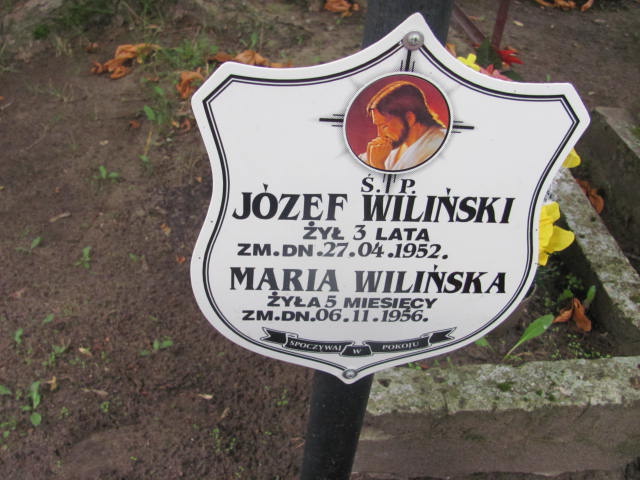 Ś. P.
JÓZEF WILIŃSKI
ŻYŁ 3 LATA
ZM.DN.27.04.1952.
MARIA WILIŃSKA
ŻYŁA 5 MIESIĘCY
ZM.DN.06.11.1956.
SPOCZYWAJ W POKOJU